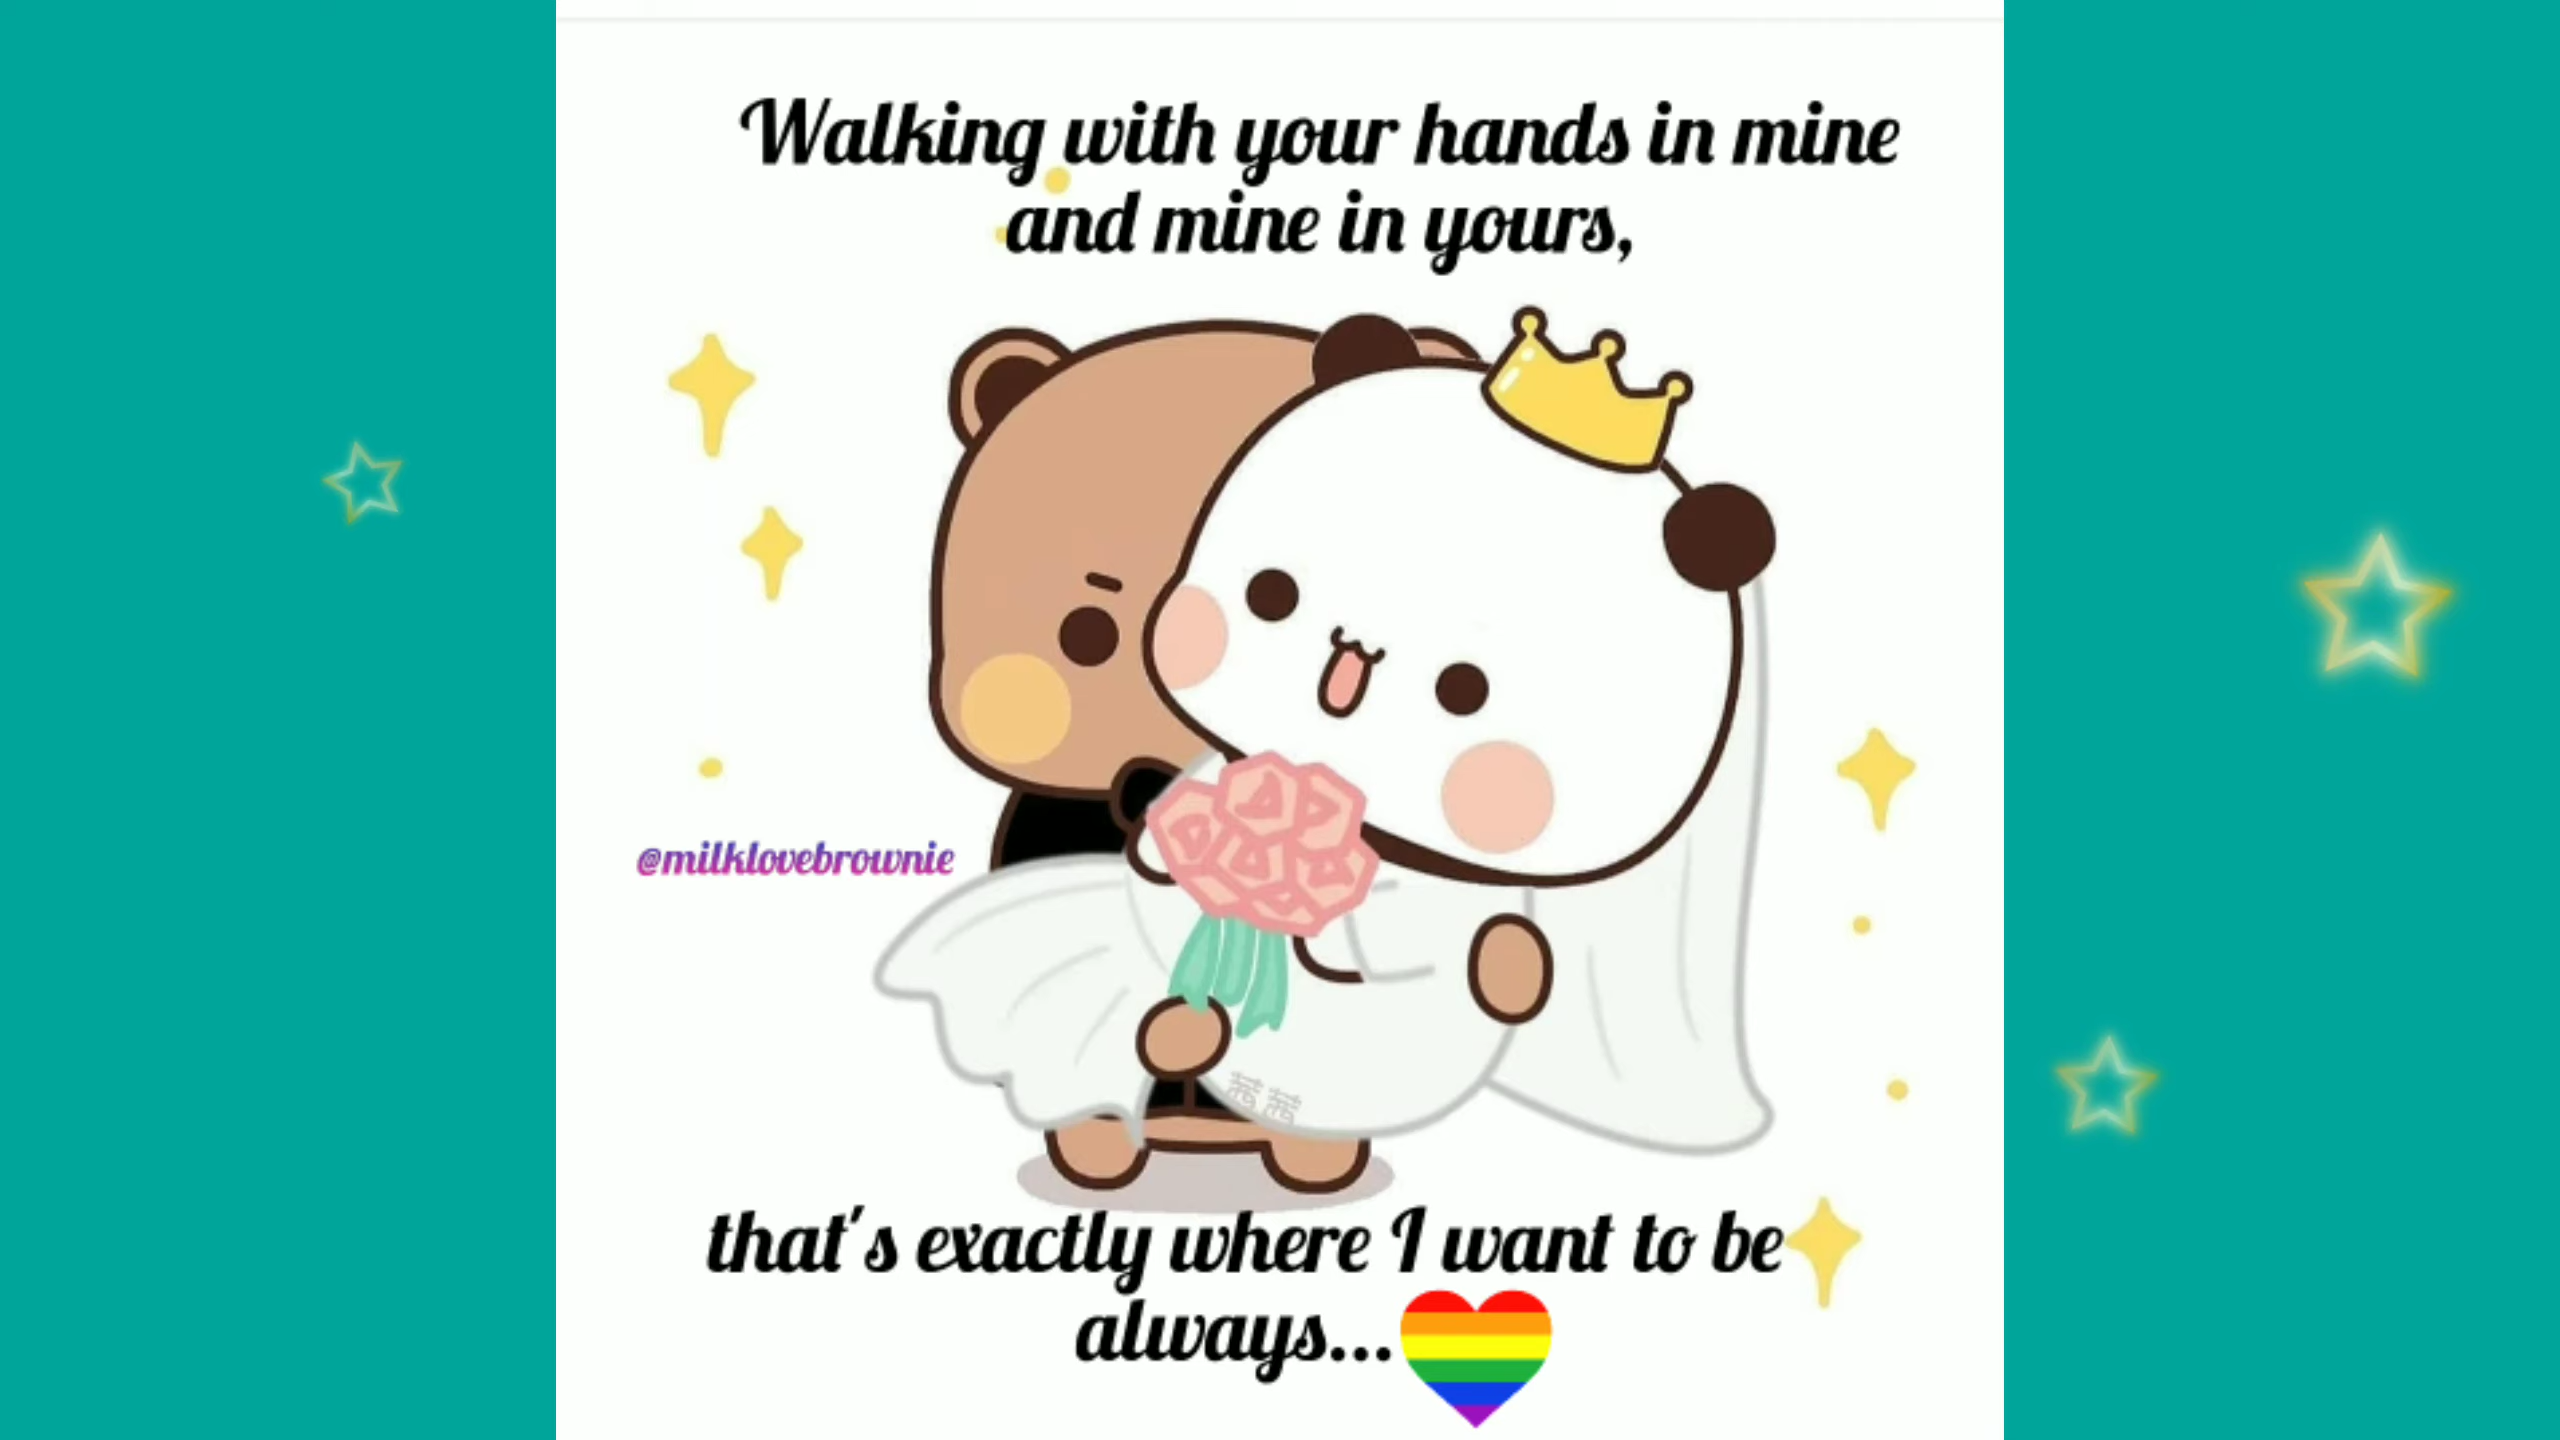 Walking with your hands in mine
and mine in yours,
@milklovebrownie
that's exactly where I want to be
always...